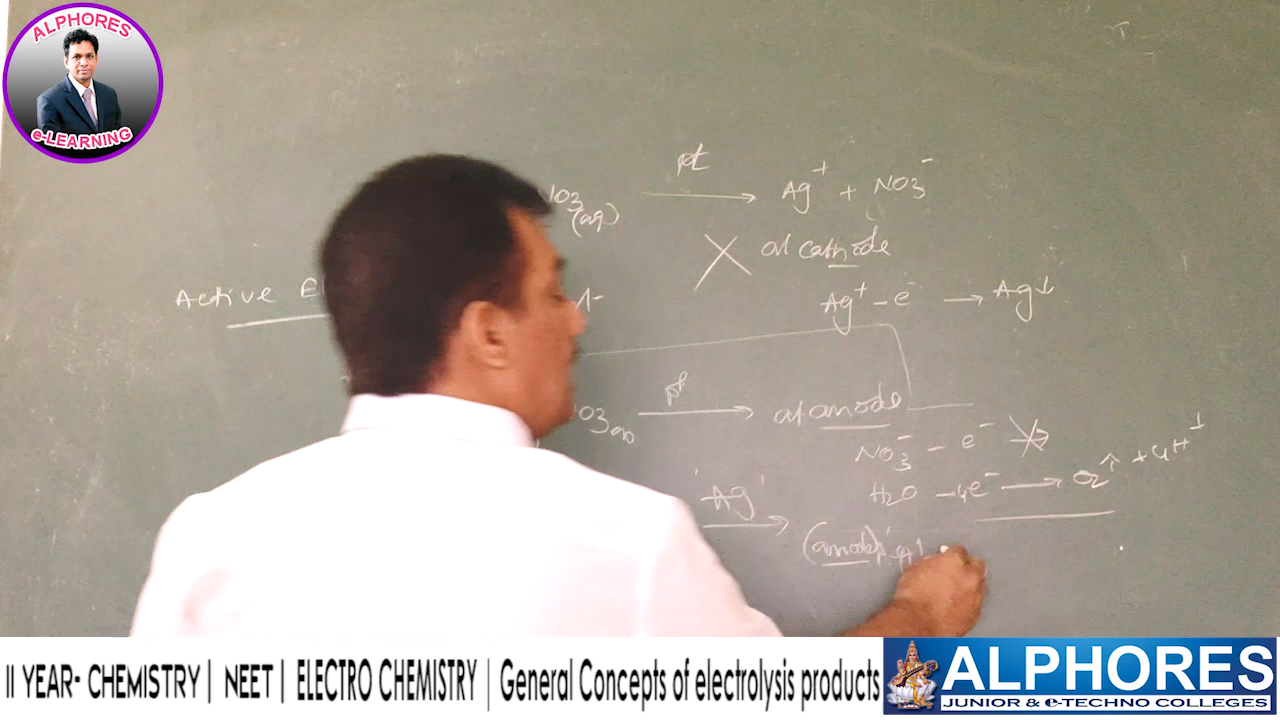 ALPHORES
e-LEARNING
pt
(aq) → Ag⁺ + NO3⁻
at cathode
Active
Ag⁺ - e⁻ → Ag↓
pt
→ at anode
NO3⁻ - e⁻
H2O - 4e⁻ → O2↑ + 4H⁺
'Ag'
(anode)
II YEAR- CHEMISTRY | NEET | ELECTRO CHEMISTRY | General Concepts of electrolysis products
ALPHORES
JUNIOR & e-TECHNO COLLEGES